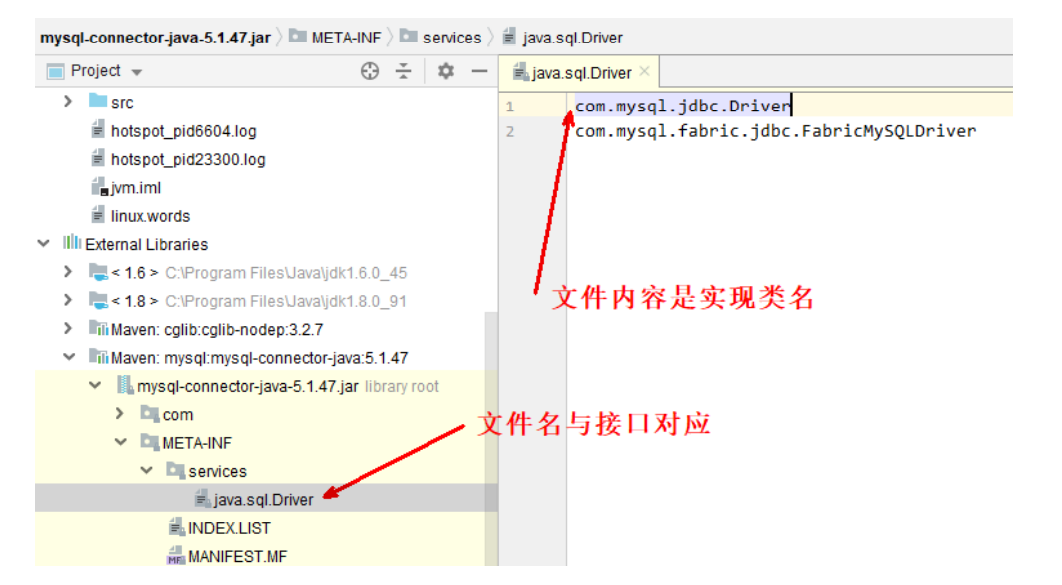 mysql-connector-java-5.1.47.jar META-INF services java.sql.Driver
Project
src
hotspot_pid6604.log
hotspot_pid23300.log
jvm.iml
linux.words
External Libraries
< 1.6 > C:\Program Files\Java\jdk1.6.0_45
< 1.8 > C:\Program Files\Java\jdk1.8.0_91
Maven: cglib:cglib-nodep:3.2.7
Maven: mysql:mysql-connector-java:5.1.47
mysql-connector-java-5.1.47.jar library root
com
META-INF
services
java.sql.Driver
INDEX.LIST
MANIFEST.MF
java.sql.Driver
1 com.mysql.jdbc.Driver
2 com.mysql.fabric.jdbc.FabricMySQLDriver
文件内容是实现类名
文件名与接口对应